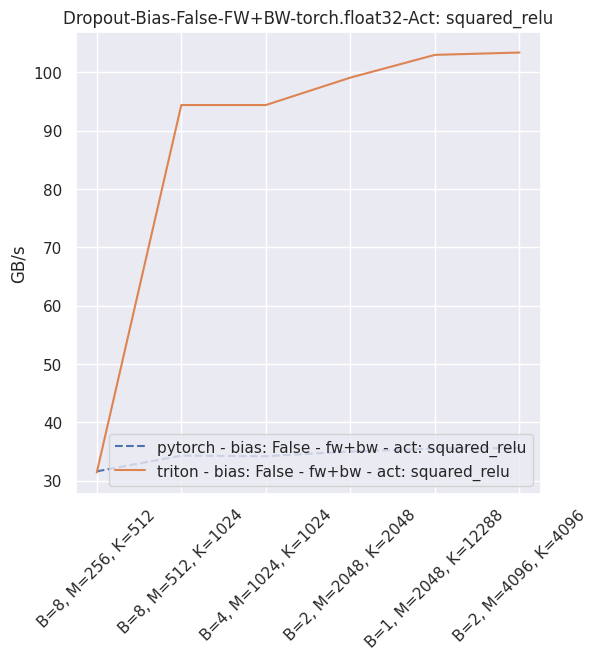 Dropout-Bias-False-FW+BW-torch.float32-Act: squared_relu
GB/s
100
90
80
70
60
50
40
30
pytorch - bias: False - fw+bw - act: squared_relu
triton - bias: False - fw+bw - act: squared_relu
B=8, M=256, K=512
B=8, M=512, K=1024
B=4, M=1024, K=1024
B=2, M=2048, K=2048
B=1, M=2048, K=12288
B=2, M=4096, K=4096